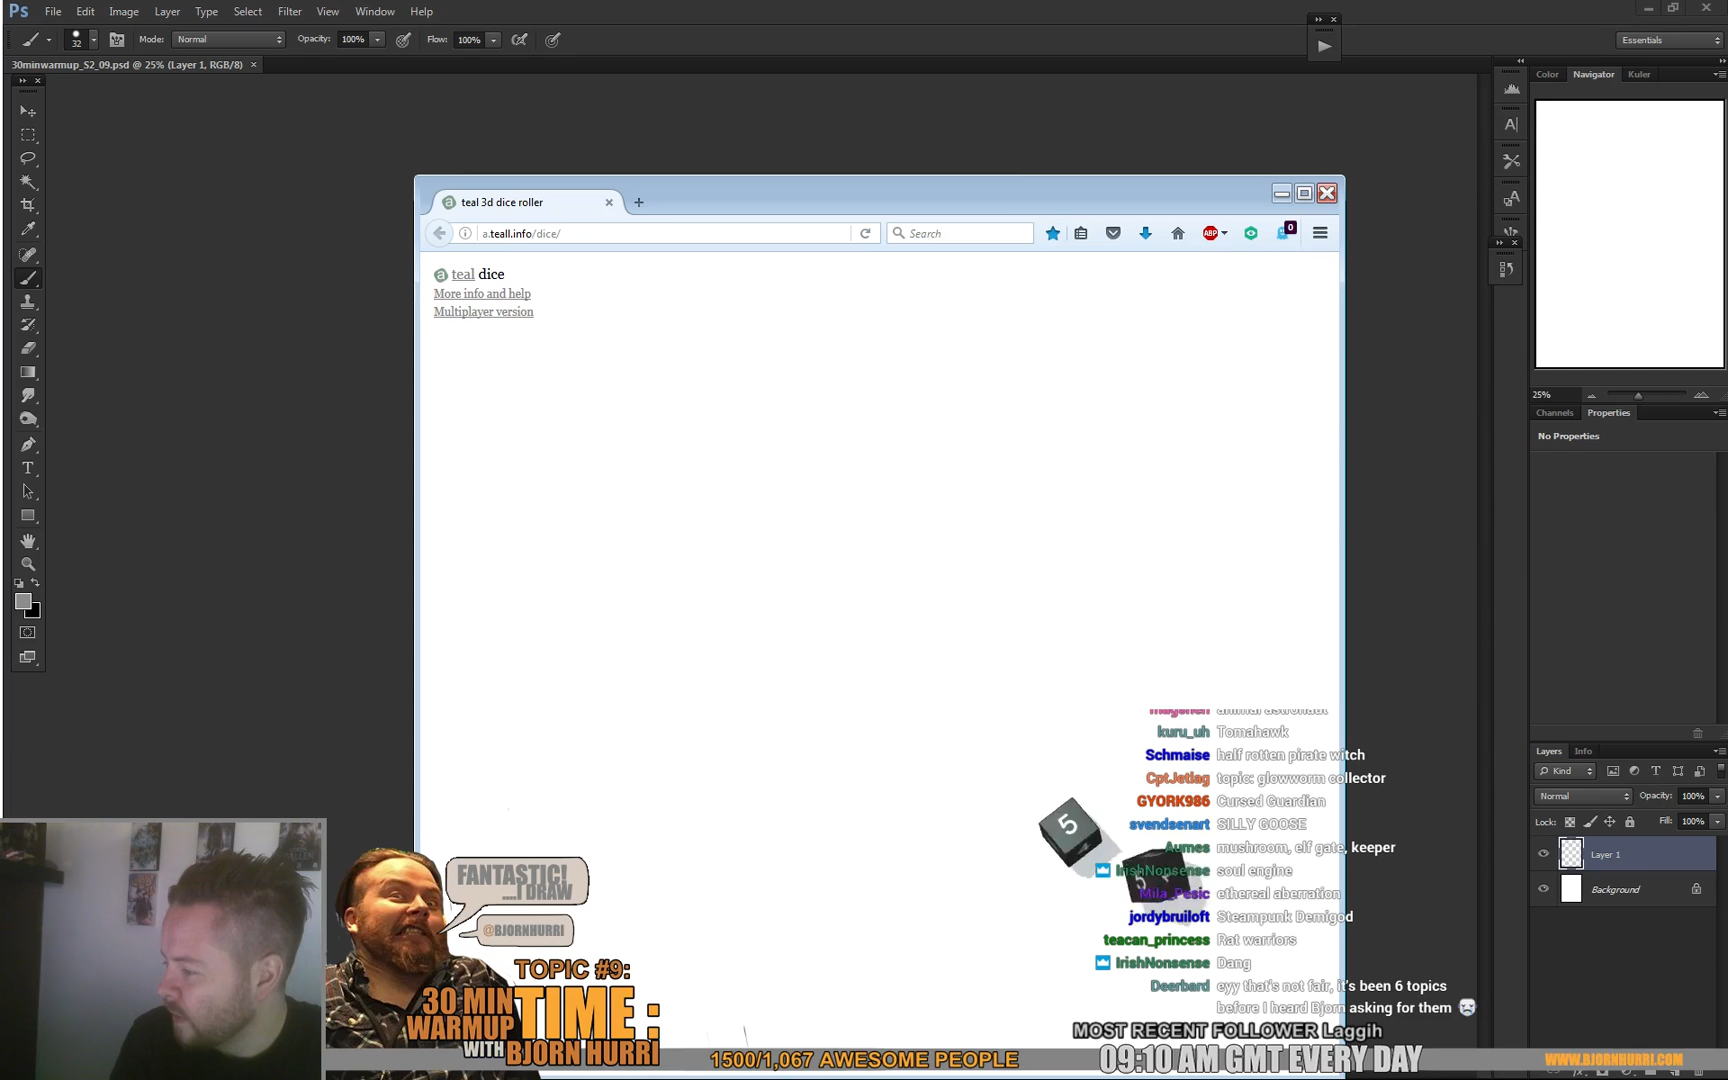 Ps File Edit Image Layer Type Select Filter View Window Help
32 Mode: Normal Opacity: 100% Flow: 100% Essentials
30minwarmup_S2_09.psd @ 25% (Layer 1, RGB/8)
Color Navigator Kuler
teal 3d dice roller
a.teall.info/dice/ Search ABP 0
teal dice
More info and help
Multiplayer version
25%
Channels Properties
No Properties
kuru_uh Tomahawk
Schmaise half rotten pirate witch
CptJetlag topic: glowworm collector
GYORK986 Cursed Guardian
svendsenart SILLY GOOSE
Aumes mushroom, elf gate, keeper
IrishNonsense soul engine
Mila_Pesic ethereal aberration
jordybruiloft Steampunk Demigod
teacan_princess Rat warriors
IrishNonsense Dang
Deerbard eyy that's not fair, it's been 6 topics
before I heard Bjorn asking for them
5
5
Layers Info
Kind
Normal Opacity: 100%
Lock: Fill: 100%
Layer 1
Background
FANTASTIC!
....I DRAW
@BJORNHURRI
TOPIC #9:
30 MIN TIME :
WARMUP
WITH BJORN HURRI
1500/1,067 AWESOME PEOPLE
MOST RECENT FOLLOWER Laggih
09:10 AM GMT EVERY DAY
WWW.BJORNHURRI.COM